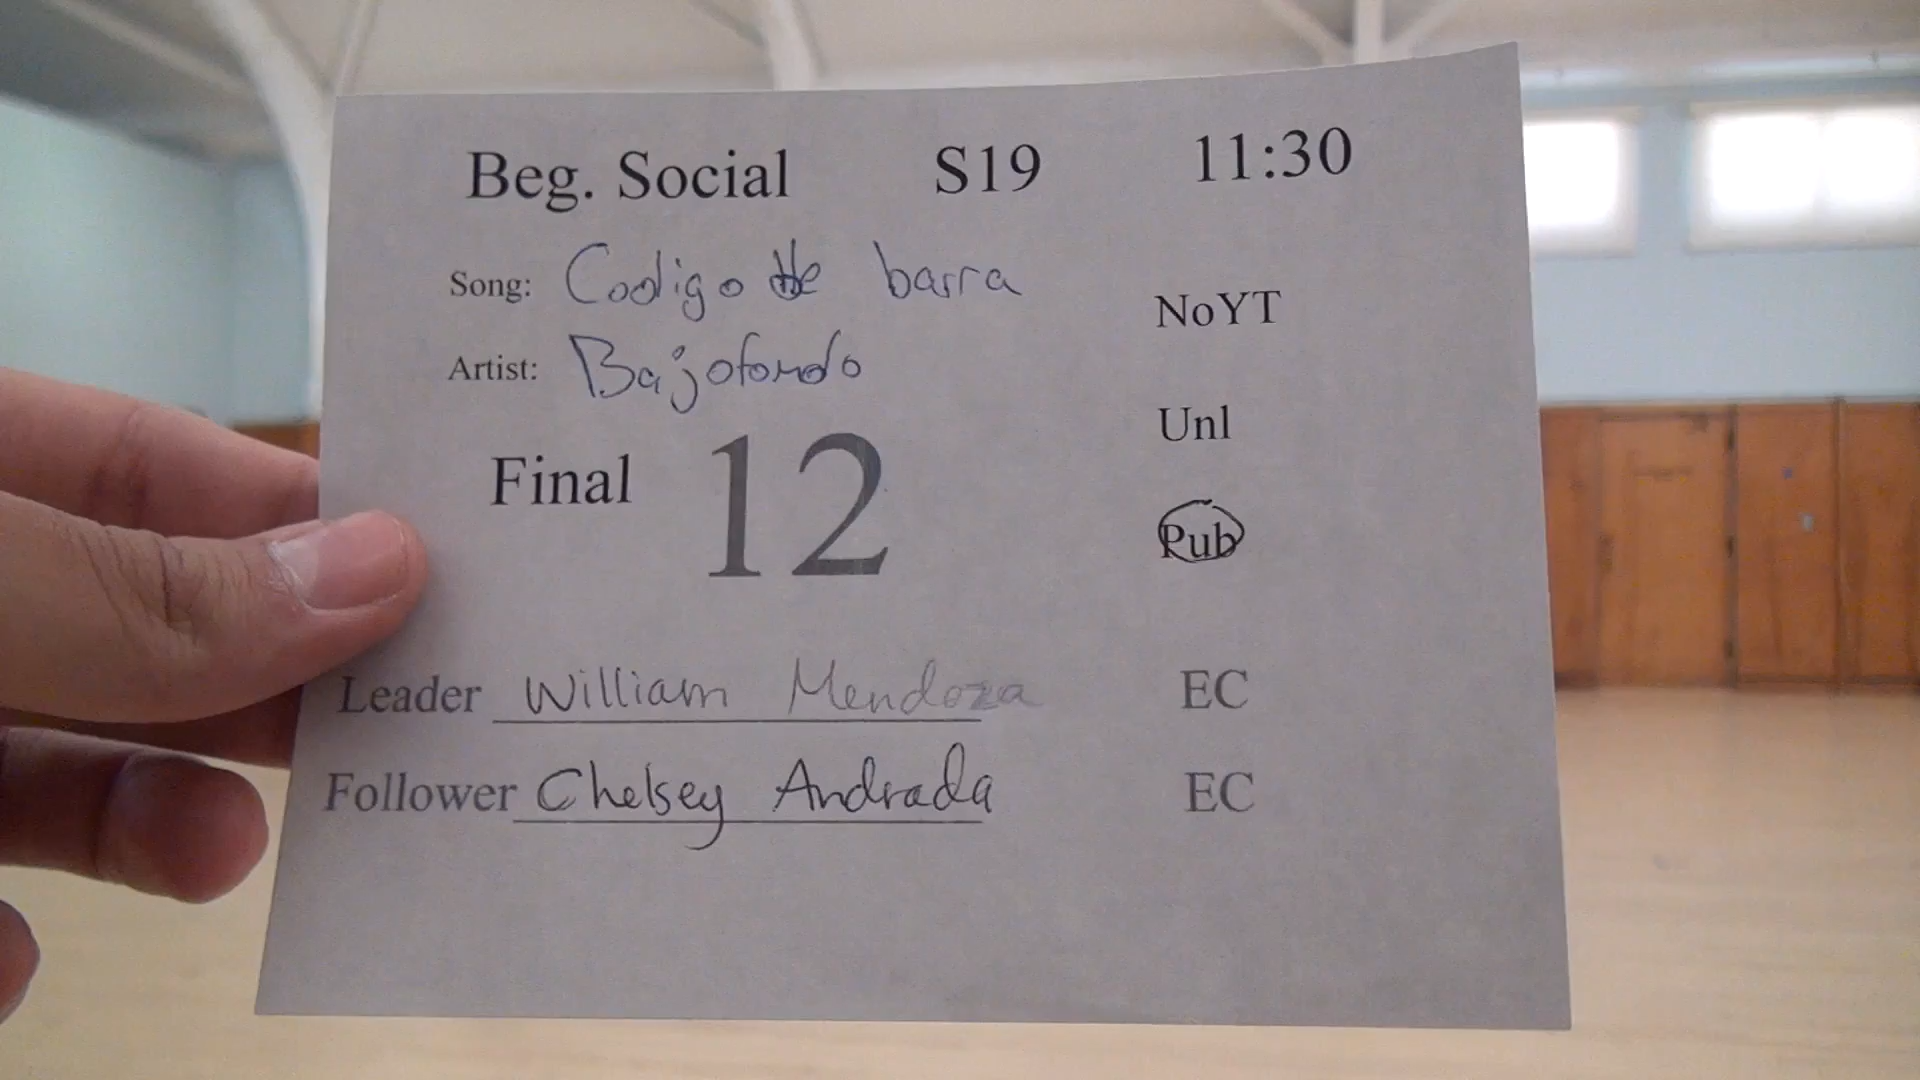 Beg. Social S19 11:30
Song: Codigo de barra
NoYT
Artist: Bajofondo
Unl
Final 12
Pub
Leader William Mendoza EC
Follower Chelsey Andrada EC